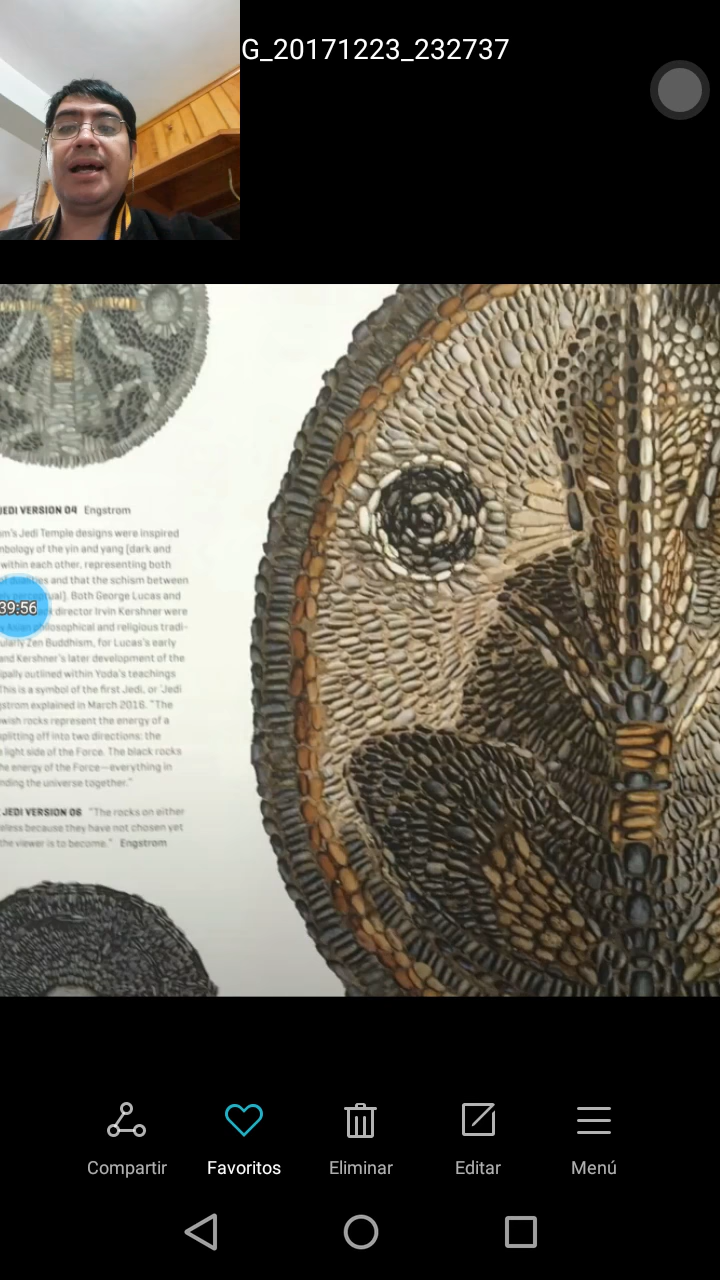 G_20171223_232737
JEDI VERSION 04 Engstrom
m's Jedi Temple designs were inspired
mbology of the yin and yang (dark and
within each other, representing both
of dualities and that the schism between
ual). Both George Lucas and
39:56
director Irvin Kershner were
Asian philosophical and religious tradi-
ularly Zen Buddhism, for Lucas's early
and Kershner's later development of the
ipally outlined within Yoda's teachings
This is a symbol of the first Jedi, or 'Jedi
gstrom explained in March 2016. "The
wish rocks represent the energy of a
plitting off into two directions: the
light side of the Force. The black rocks
he energy of the Force—everything in
nding the universe together."
JEDI VERSION 06 "The rocks on either
eless because they have not chosen yet
the viewer is to become." Engstrom
Compartir
Favoritos
Eliminar
Editar
Menú